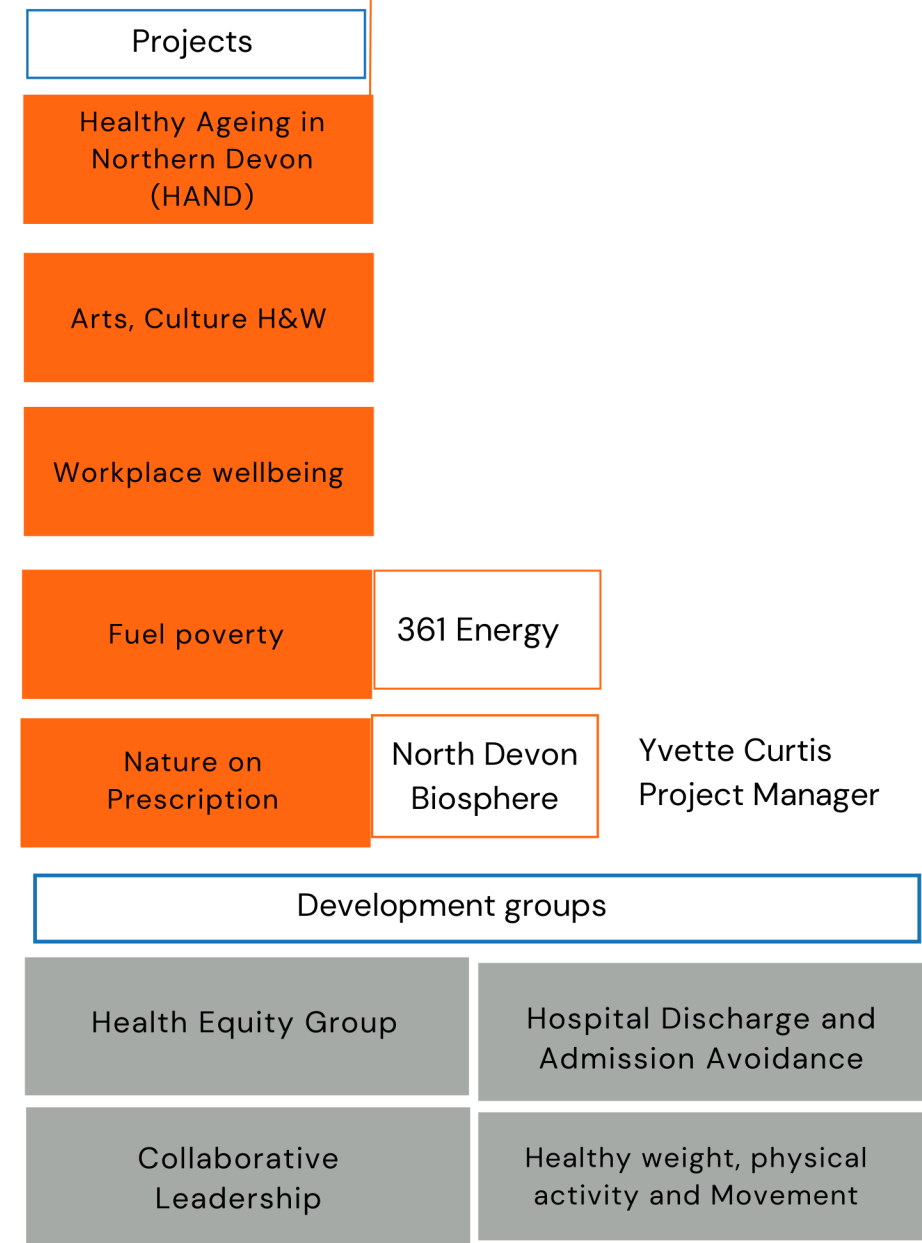 Projects
Healthy Ageing in
Northern Devon
(HAND)
Arts, Culture H&W
Workplace wellbeing
Fuel poverty
361 Energy
Nature on
Prescription
North Devon
Biosphere
Yvette Curtis
Project Manager
Development groups
Health Equity Group
Hospital Discharge and
Admission Avoidance
Collaborative
Leadership
Healthy weight, physical
activity and Movement